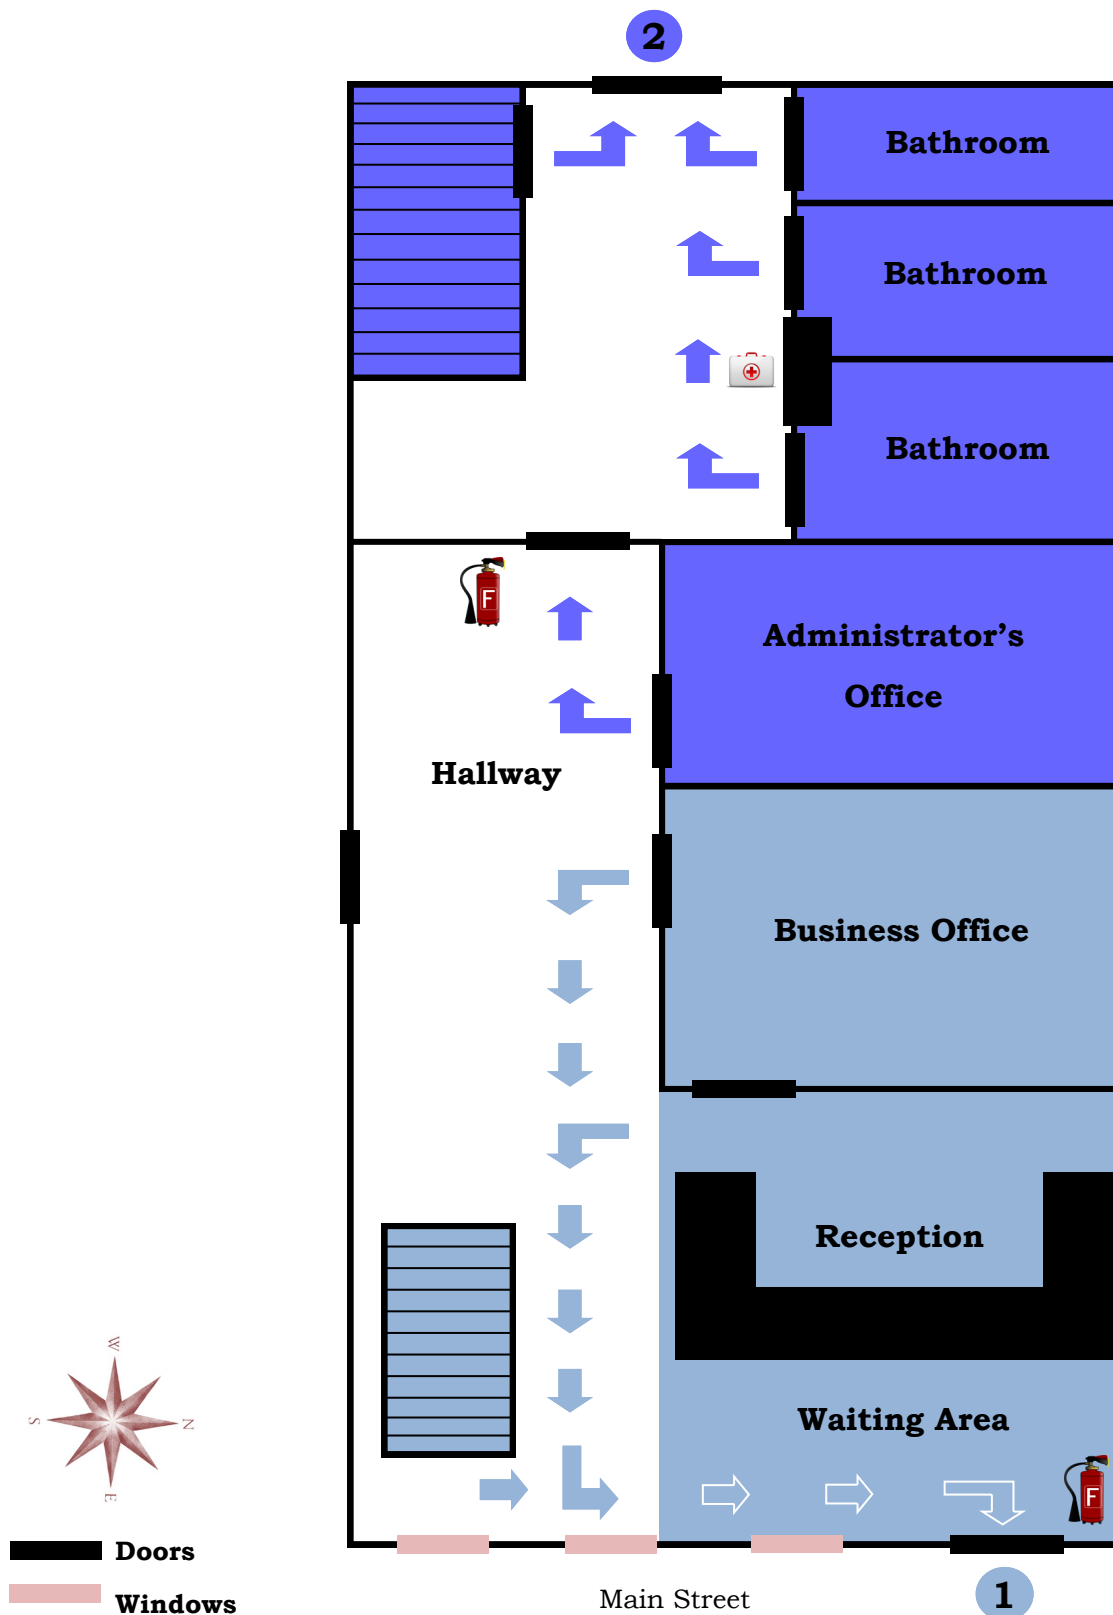 2
Bathroom
Bathroom
Bathroom
F
Administrator’s
Office
Hallway
Business Office
Reception
Waiting Area
W
S
N
E
F
Doors
Windows
Main Street
1